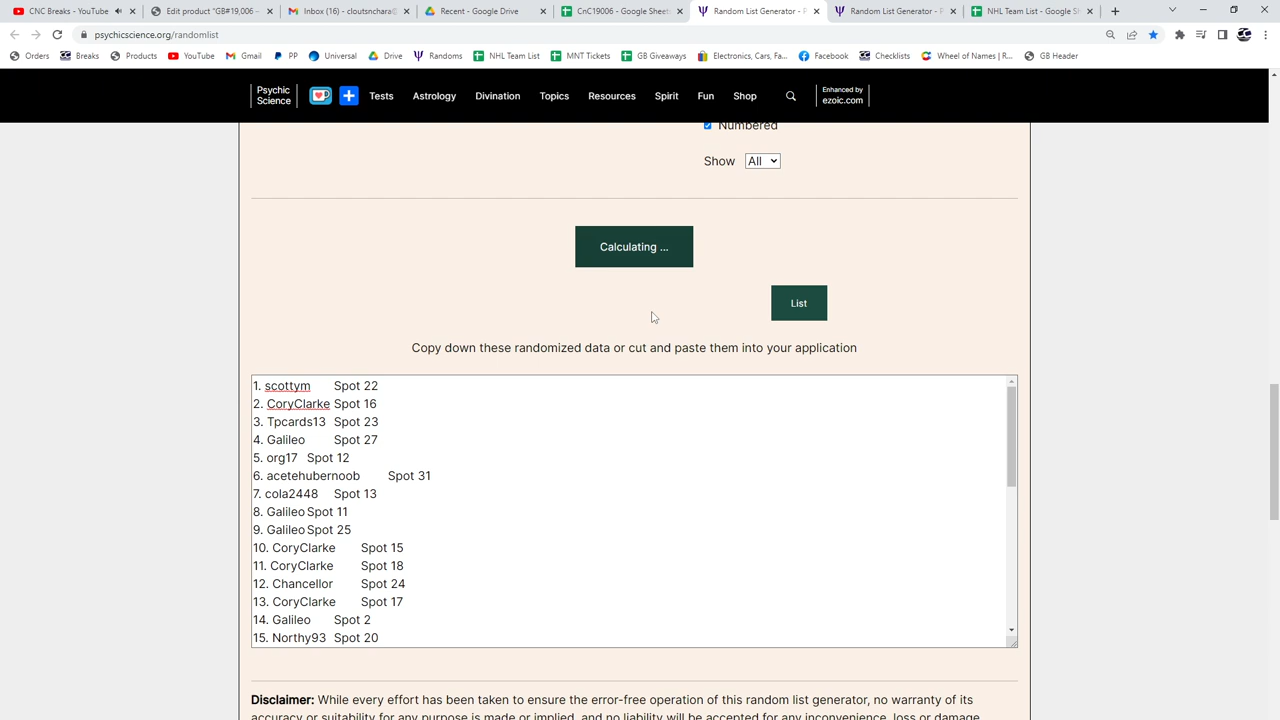 CNC Breaks - YouTube
Edit product “GB#19,006 –
Inbox (16) - cloutsnchara
Recent - Google Drive
CnC19006 - Google Sheets
Random List Generator - P
Random List Generator - P
NHL Team List - Google Sh
psychicscience.org/randomlist
Orders
Breaks
Products
YouTube
Gmail
PP
Universal
Drive
Randoms
NHL Team List
MNT Tickets
GB Giveaways
Electronics, Cars, Fa...
Facebook
Checklists
Wheel of Names | R...
GB Header
Psychic
Science
Tests
Astrology
Divination
Topics
Resources
Spirit
Fun
Shop
Enhanced by
ezoic.com
Numbered
Show All
Calculating ...
List
Copy down these randomized data or cut and paste them into your application
1. scottym Spot 22
2. CoryClarke Spot 16
3. Tpcards13 Spot 23
4. Galileo Spot 27
5. org17 Spot 12
6. acetehubernoob Spot 31
7. cola2448 Spot 13
8. Galileo Spot 11
9. Galileo Spot 25
10. CoryClarke Spot 15
11. CoryClarke Spot 18
12. Chancellor Spot 24
13. CoryClarke Spot 17
14. Galileo Spot 2
15. Northy93 Spot 20
Disclaimer: While every effort has been taken to ensure the error-free operation of this random list generator, no warranty of its
accuracy or suitability for any purpose is made or implied, and no liability will be accepted for any inconvenience, loss or damage